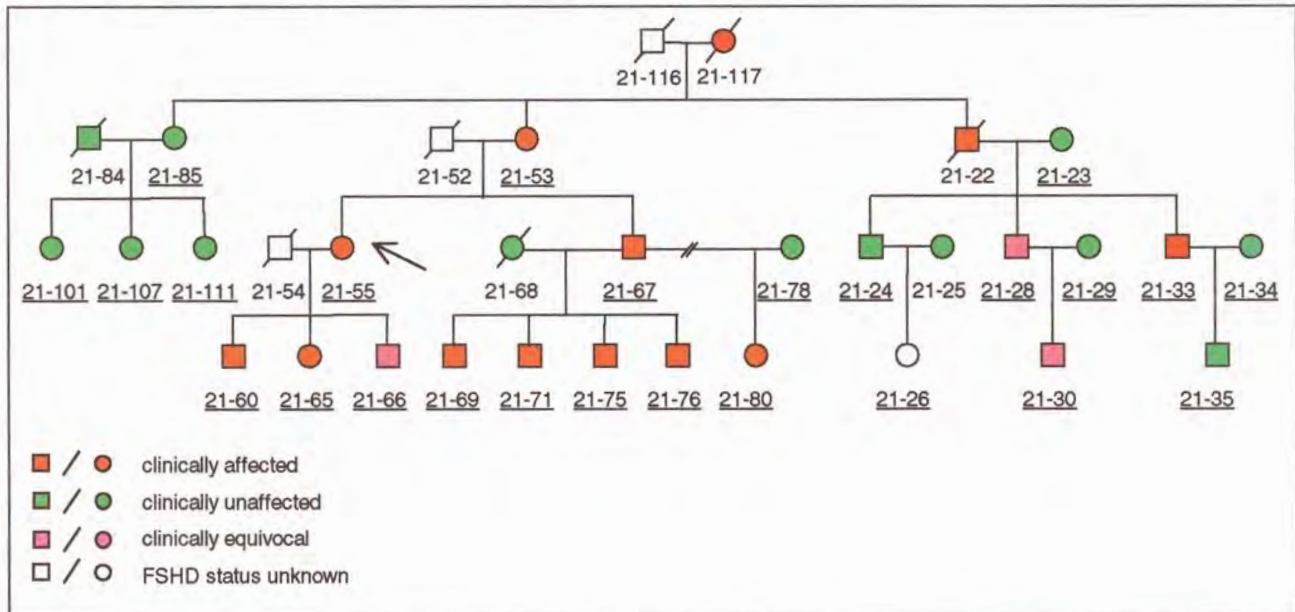 21-116 21-117
21-84 21-85 21-52 21-53 21-22 21-23
21-101 21-107 21-111 21-54 21-55 21-68 21-67 21-78 21-24 21-25 21-28 21-29 21-33 21-34
21-60 21-65 21-66 21-69 21-71 21-75 21-76 21-80 21-26 21-30 21-35
clinically affected
clinically unaffected
clinically equivocal
FSHD status unknown